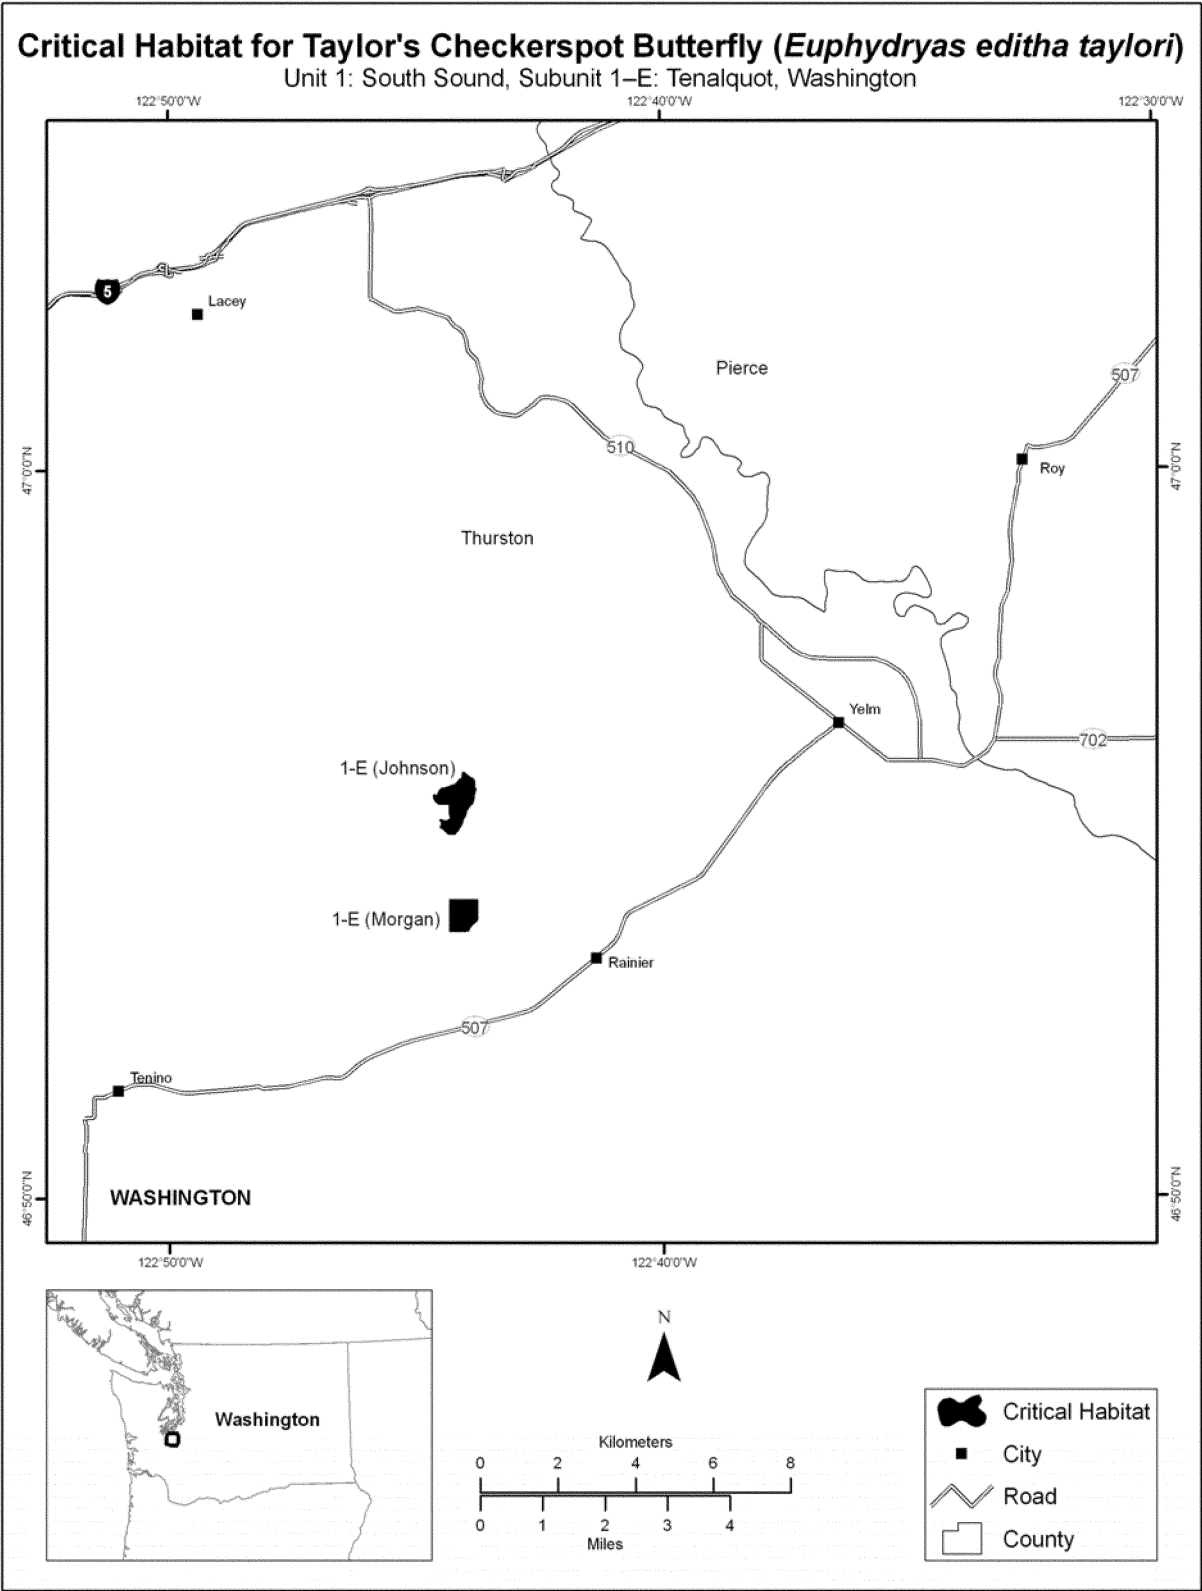 Critical Habitat for Taylor's Checkerspot Butterfly (Euphydryas editha taylori)
Unit 1: South Sound, Subunit 1–E: Tenalquot, Washington
122°50'0"W
122°40'0"W
122°30'0"W
5
Lacey
Pierce
507
510
Roy
47°0'0"N
47°0'0"N
Thurston
Yelm
702
1-E (Johnson)
1-E (Morgan)
Rainier
507
Tenino
46°50'0"N
46°50'0"N
WASHINGTON
122°50'0"W
122°40'0"W
N
Washington
Kilometers
0 2 4 6 8
0 1 2 3 4
Miles
Critical Habitat
City
Road
County